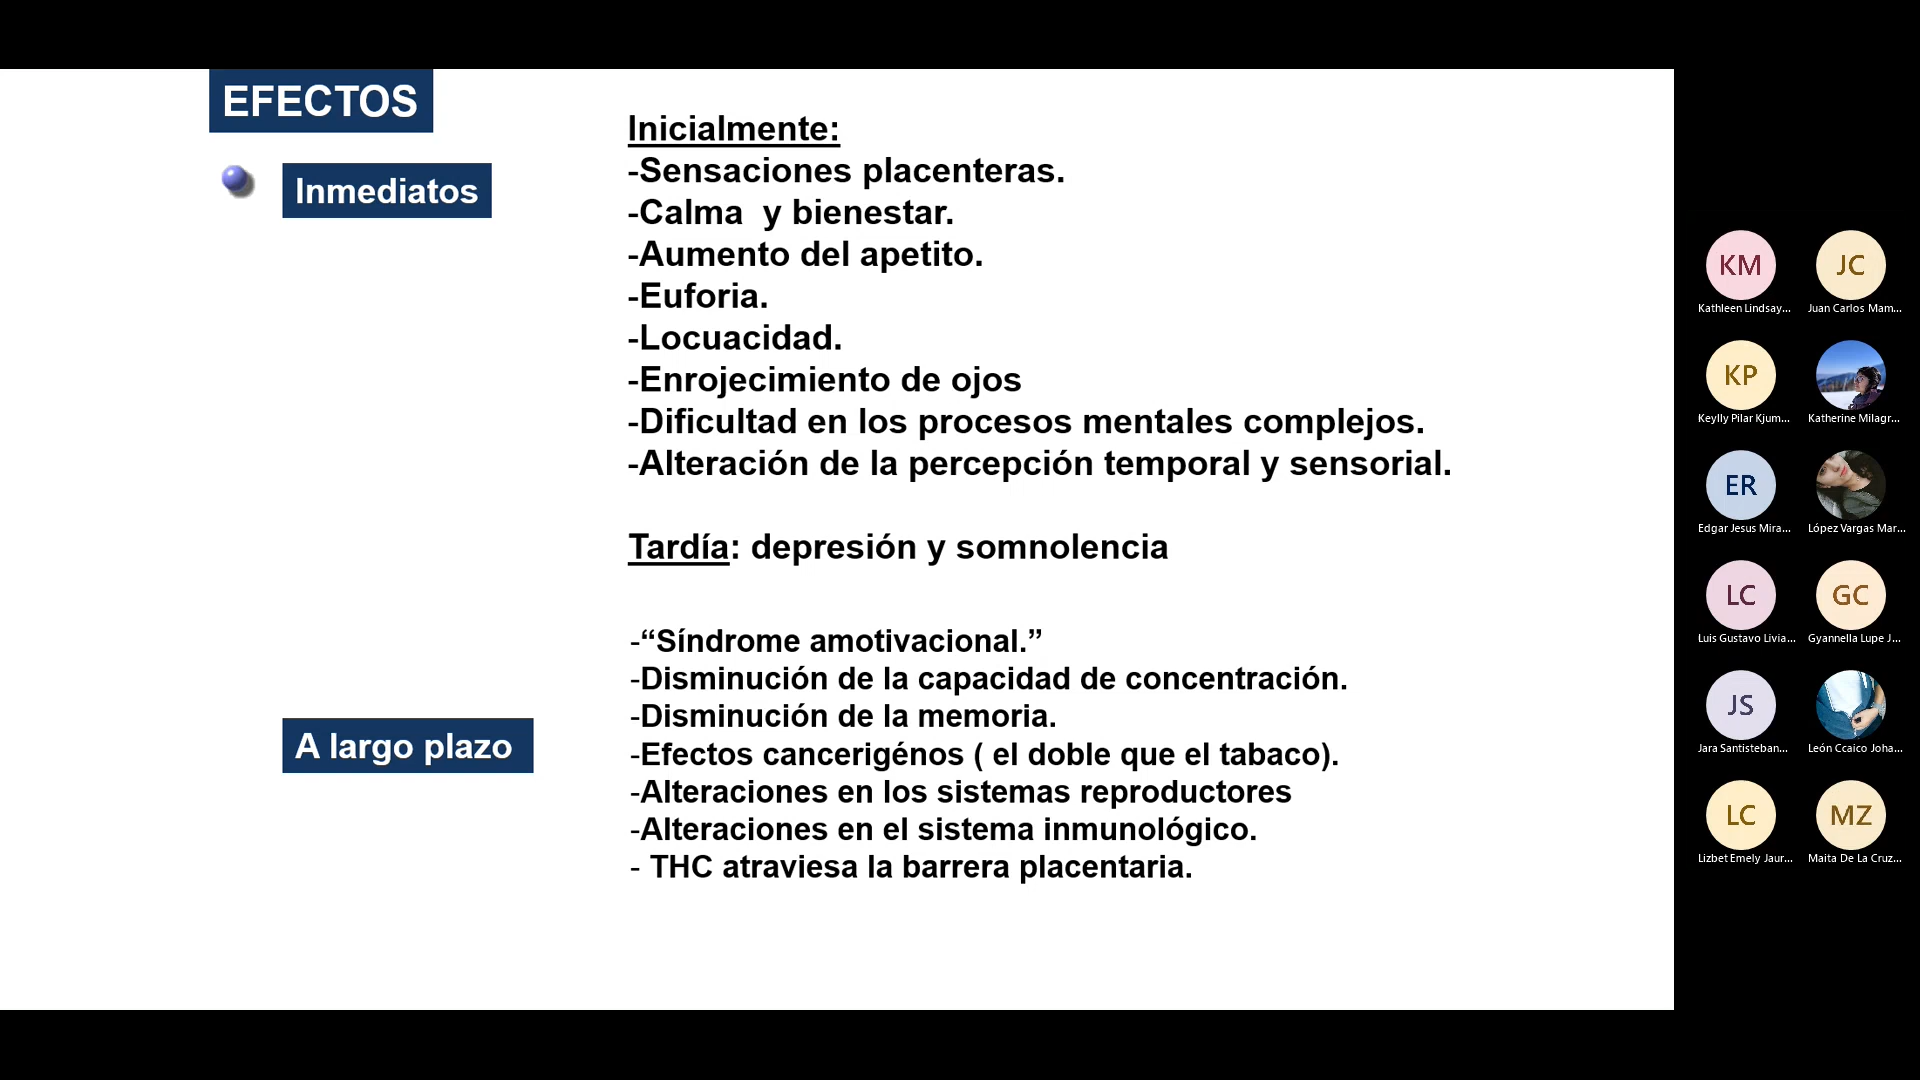 EFECTOS
Inmediatos
Inicialmente:
-Sensaciones placenteras.
-Calma y bienestar.
-Aumento del apetito.
-Euforia.
-Locuacidad.
-Enrojecimiento de ojos
-Dificultad en los procesos mentales complejos.
-Alteración de la percepción temporal y sensorial.
Tardía: depresión y somnolencia
A largo plazo
-“Síndrome amotivacional.”
-Disminución de la capacidad de concentración.
-Disminución de la memoria.
-Efectos cancerigénos ( el doble que el tabaco).
-Alteraciones en los sistemas reproductores
-Alteraciones en el sistema inmunológico.
- THC atraviesa la barrera placentaria.
KM
Kathleen Lindsay...
JC
Juan Carlos Mam...
KP
Keylly Pilar Kjum...
Katherine Milagr...
ER
Edgar Jesus Mira...
López Vargas Mar...
LC
Luis Gustavo Livia...
GC
Gyannella Lupe J...
JS
Jara Santisteban...
León Ccaico Joha...
LC
Lizbet Emely Jaur...
MZ
Maita De La Cruz...